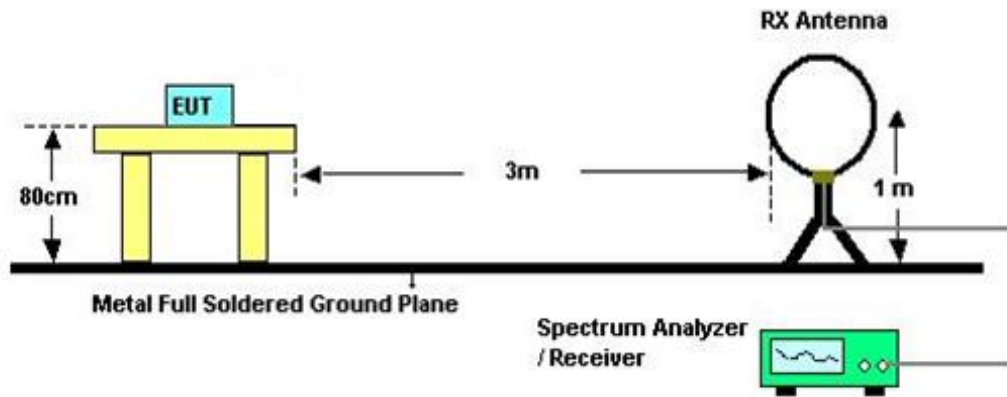 RX Antenna
EUT
80cm
3m
1 m
Metal Full Soldered Ground Plane
Spectrum Analyzer
/ Receiver